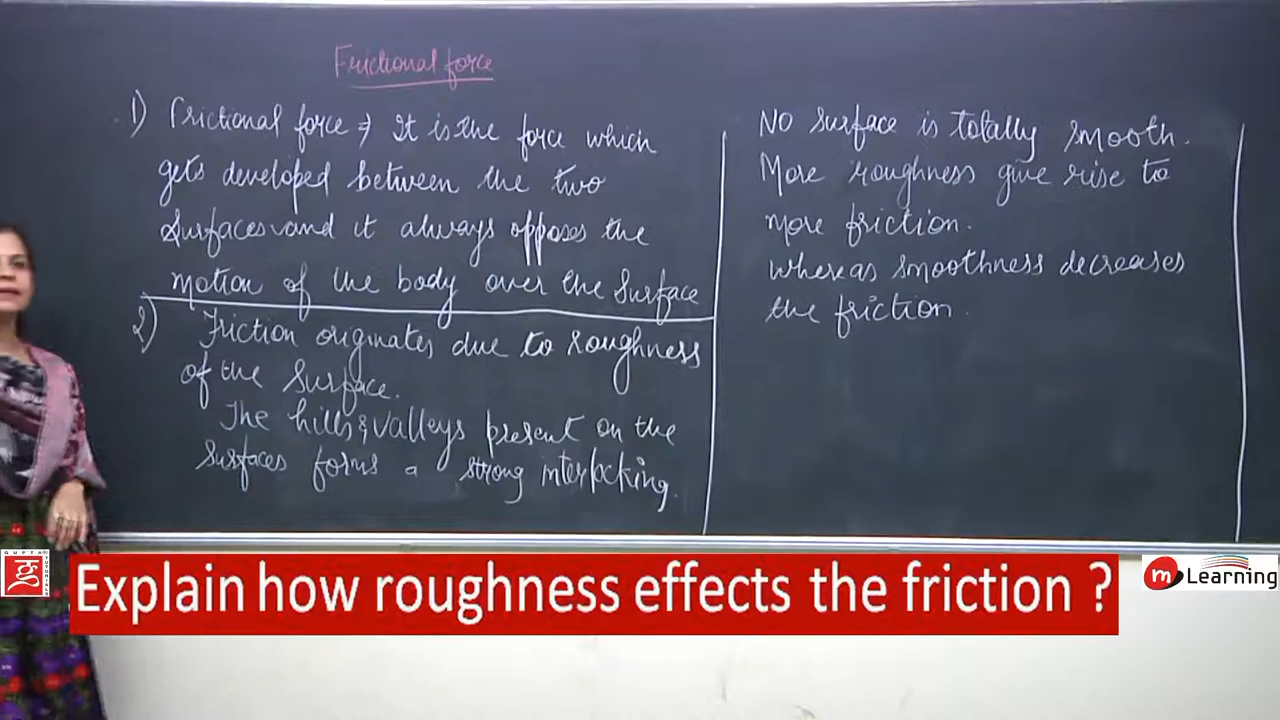 Frictional force
1) Frictional force ⇒ It is the force which
gets developed between the two
surfaces and it always opposes the
motion of the body over the surface
2) Friction originates due to roughness
of the surface.
The hills & valleys present on the
surfaces forms a strong interlocking.
No surface is totally smooth.
More roughness give rise to
more friction.
Whereas smoothness decreases
the friction.
GUPTA
TUTORIALS
Explain how roughness effects the friction ?
m Learning